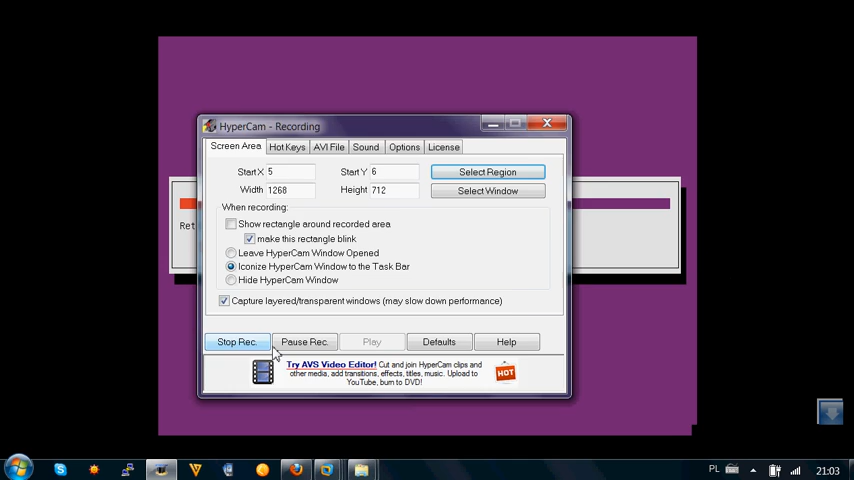 HyperCam - Recording
Screen Area Hot Keys AVI File Sound Options License
Start X 5 Start Y 6 Select Region
Width 1268 Height 712 Select Window
When recording:
Show rectangle around recorded area
make this rectangle blink
Leave HyperCam Window Opened
Iconize HyperCam Window to the Task Bar
Hide HyperCam Window
Capture layered/transparent windows (may slow down performance)
Ret
Stop Rec. Pause Rec. Play Defaults Help
Try AVS Video Editor! Cut and join HyperCam clips and
other media, add transitions, effects, titles, music. Upload to
YouTube, burn to DVD!
HOT
PL 21:03